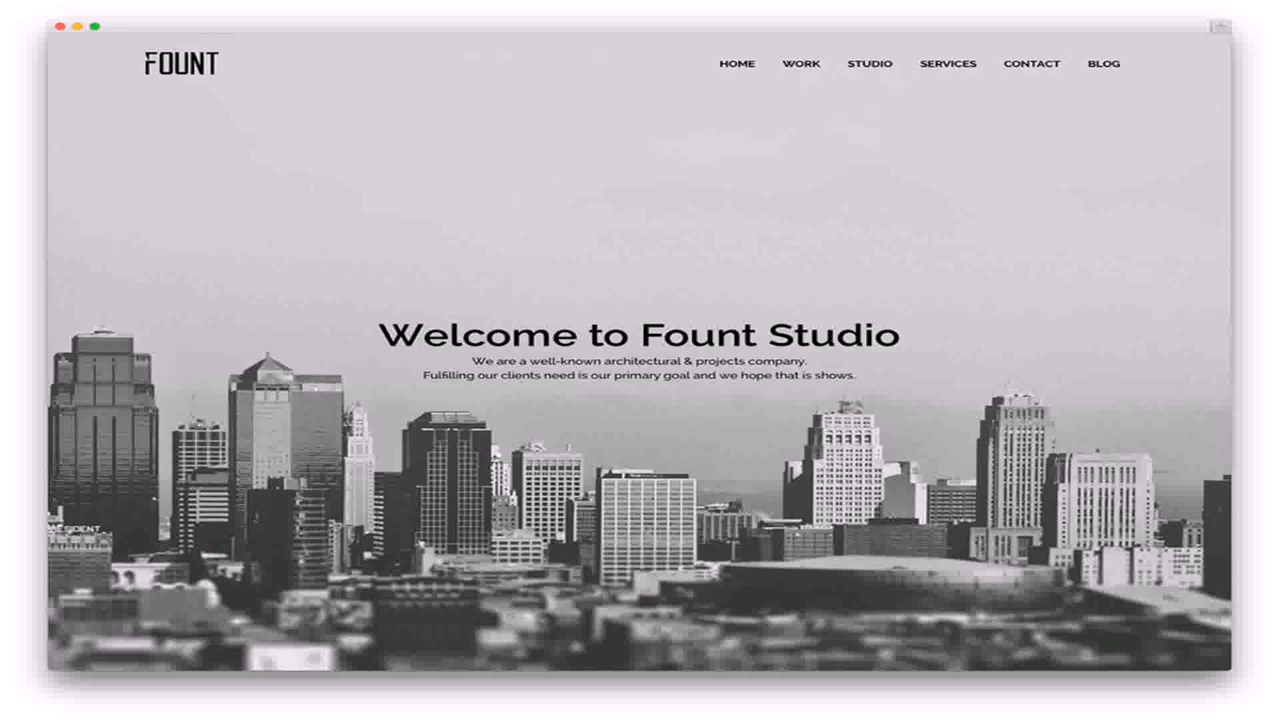 FOUNT
HOME WORK STUDIO SERVICES CONTACT BLOG
Welcome to Fount Studio
We are a well-known architectural & projects company.
Fulfilling our clients need is our primary goal and we hope that is shows.